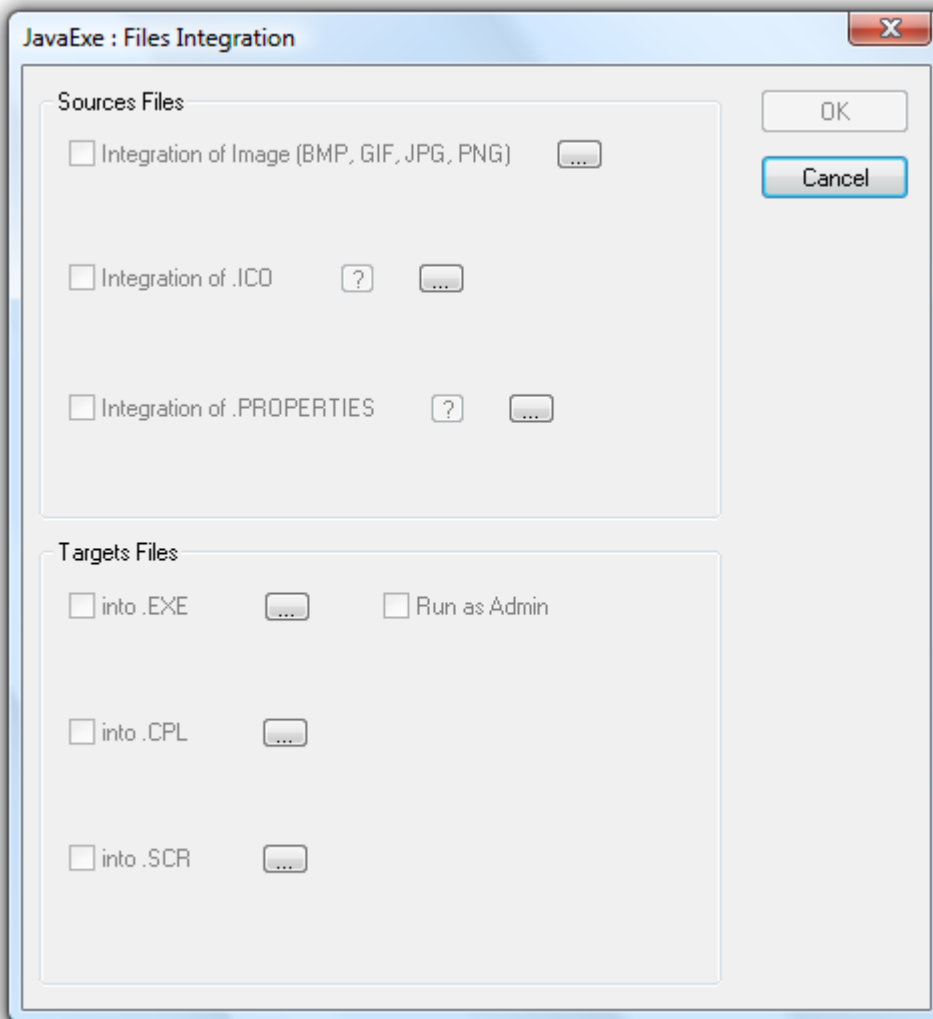 JavaExe : Files Integration
Sources Files
OK
Integration of Image (BMP, GIF, JPG, PNG) ...
Cancel
Integration of .ICO ? ...
Integration of .PROPERTIES ? ...
Targets Files
into .EXE ... Run as Admin
into .CPL ...
into .SCR ...